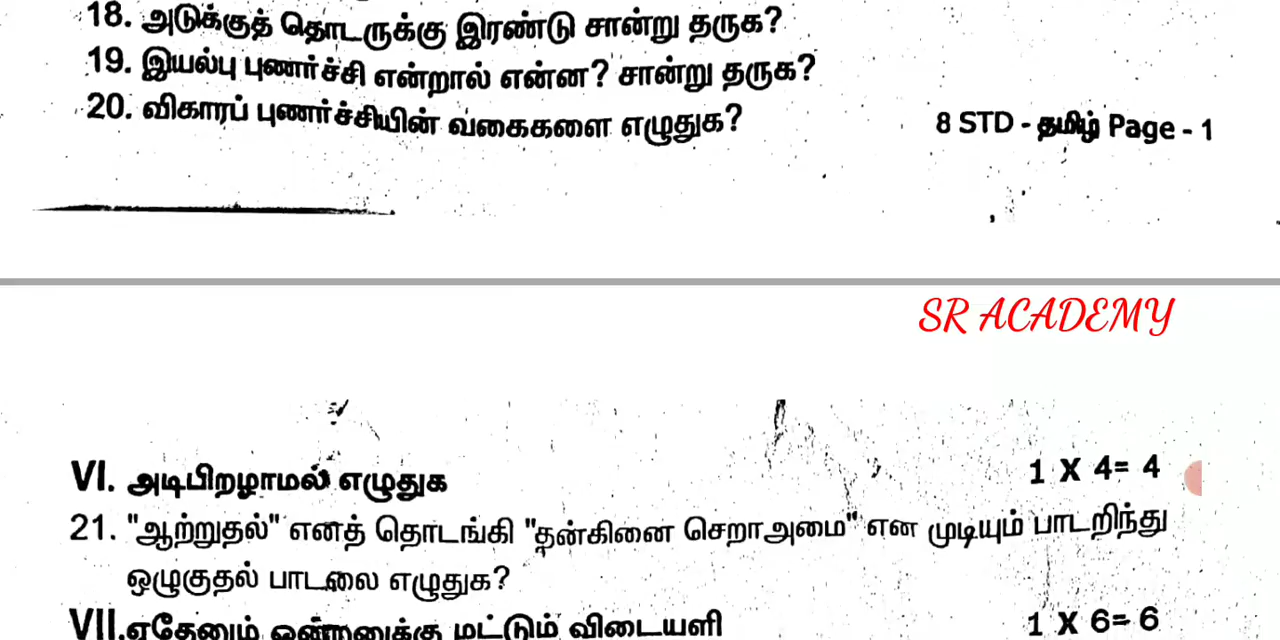 18. அடுக்குத் தொடருக்கு இரண்டு சான்று தருக?
19. இயல்பு புணர்ச்சி என்றால் என்ன? சான்று தருக?
20. விகாரப் புணர்ச்சியின் வகைகளை எழுதுக?
8 STD - தமிழ் Page - 1
SR ACADEMY
VI. அடிபிறழாமல் எழுதுக 1 X 4= 4
21. "ஆற்றுதல்" எனத் தொடங்கி "தன்கினை செறாஅமை" என முடியும் பாடறிந்து
ஒழுகுதல் பாடலை எழுதுக?
VII.ஏதேனும் ஒன்றனுக்கு மட்டும் விடையளி 1 X 6= 6